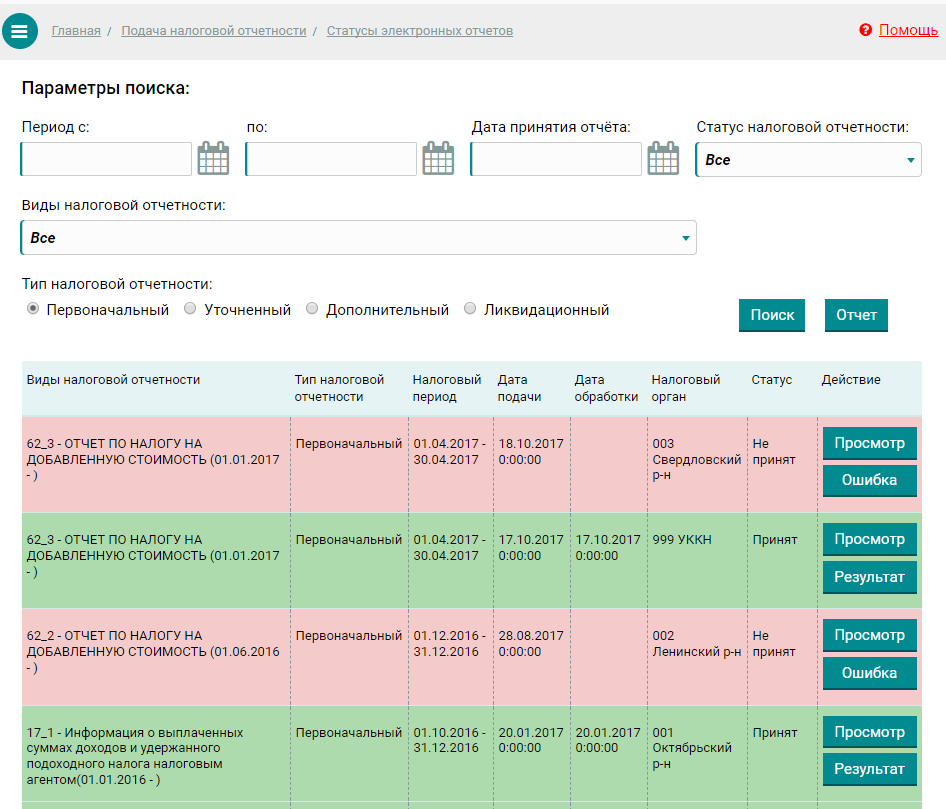 Главная / Подача налоговой отчетности / Статусы электронных отчетов
Помощь
Параметры поиска:
Период с: по: Дата принятия отчёта: Статус налоговой отчетности:
Все
Виды налоговой отчетности:
Все
Тип налоговой отчетности:
Первоначальный Уточненный Дополнительный Ликвидационный
Поиск Отчет
Виды налоговой отчетности
Тип налоговой
отчетности
Налоговый
период
Дата
подачи
Дата
обработки
Налоговый
орган
Статус
Действие
62_3 - ОТЧЕТ ПО НАЛОГУ НА
ДОБАВЛЕННУЮ СТОИМОСТЬ (01.01.2017
- )
Первоначальный
01.04.2017 -
30.04.2017
18.10.2017
0:00:00
003
Свердловский
р-н
Не
принят
Просмотр
Ошибка
62_3 - ОТЧЕТ ПО НАЛОГУ НА
ДОБАВЛЕННУЮ СТОИМОСТЬ (01.01.2017
- )
Первоначальный
01.04.2017 -
30.04.2017
17.10.2017
0:00:00
17.10.2017
0:00:00
999 УККН
Принят
Просмотр
Результат
62_2 - ОТЧЕТ ПО НАЛОГУ НА
ДОБАВЛЕННУЮ СТОИМОСТЬ (01.06.2016
- )
Первоначальный
01.12.2016 -
31.12.2016
28.08.2017
0:00:00
002
Ленинский р-н
Не
принят
Просмотр
Ошибка
17_1 - Информация о выплаченных
суммах доходов и удержанного
подоходного налога налоговым
агентом(01.01.2016 - )
Первоначальный
01.10.2016 -
31.12.2016
20.01.2017
0:00:00
20.01.2017
0:00:00
001
Октябрьский
р-н
Принят
Просмотр
Результат